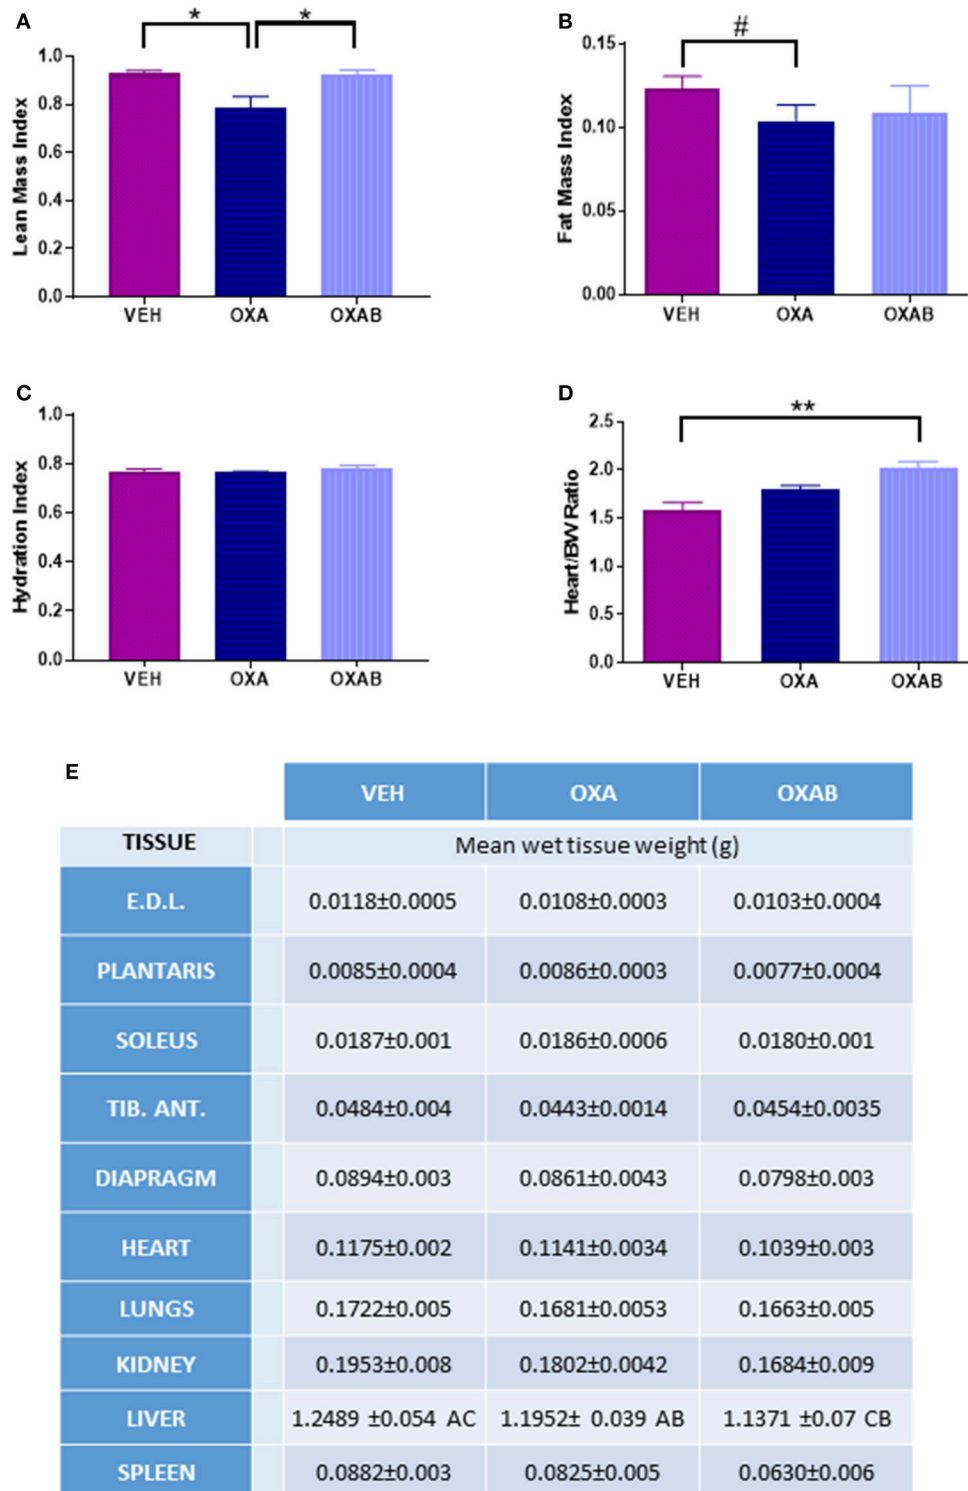 A
*
*
Lean Mass Index
1.0
0.8
0.6
0.4
0.2
0.0
VEH OXA OXAB
B
#
Fat Mass Index
0.15
0.10
0.05
0.00
VEH OXA OXAB
C
Hydration Index
1.0
0.8
0.6
0.4
0.2
0.0
VEH OXA OXAB
D
**
Heart/BW Ratio
2.5
2.0
1.5
1.0
0.5
0.0
VEH OXA OXAB
E
VEH OXA OXAB
TISSUE Mean wet tissue weight (g)
E.D.L. 0.0118±0.0005 0.0108±0.0003 0.0103±0.0004
PLANTARIS 0.0085±0.0004 0.0086±0.0003 0.0077±0.0004
SOLEUS 0.0187±0.001 0.0186±0.0006 0.0180±0.001
TIB. ANT. 0.0484±0.004 0.0443±0.0014 0.0454±0.0035
DIAPRAGM 0.0894±0.003 0.0861±0.0043 0.0798±0.003
HEART 0.1175±0.002 0.1141±0.0034 0.1039±0.003
LUNGS 0.1722±0.005 0.1681±0.0053 0.1663±0.005
KIDNEY 0.1953±0.008 0.1802±0.0042 0.1684±0.009
LIVER 1.2489 ±0.054 AC 1.1952± 0.039 AB 1.1371 ±0.07 CB
SPLEEN 0.0882±0.003 0.0825±0.005 0.0630±0.006